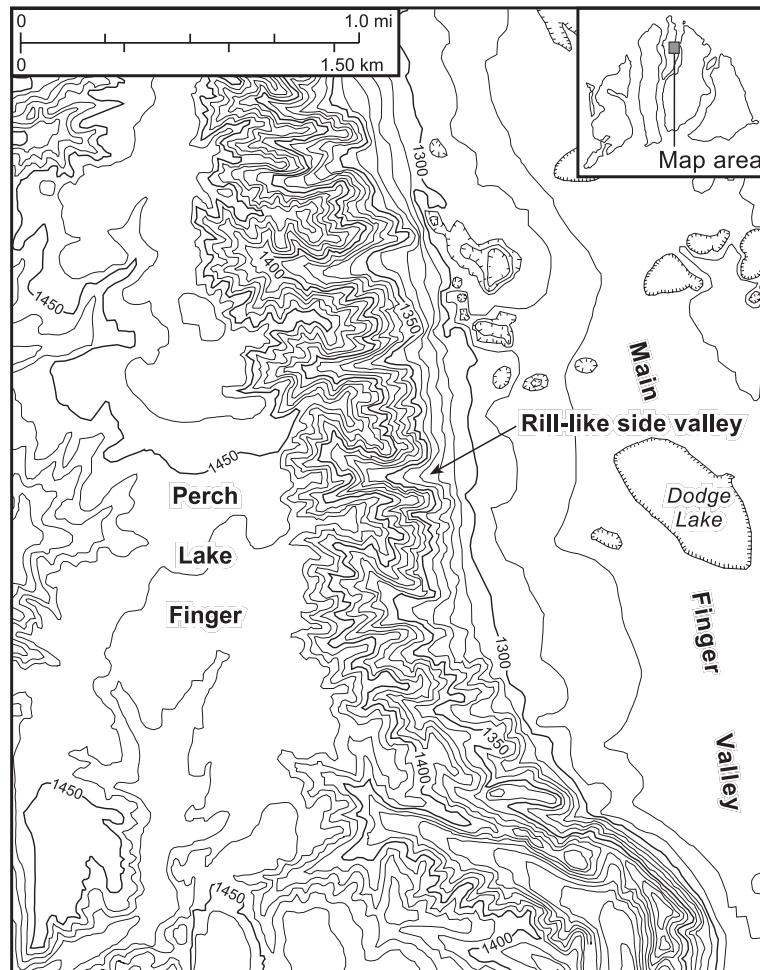 0 1.0 mi
0 1.50 km
Map area
1300
1450
1400
1350
Main
Rill-like side valley
1450
Perch
Dodge
Lake
Lake
Finger
Finger
1300
1350
1400
Valley
1450
1450
1400